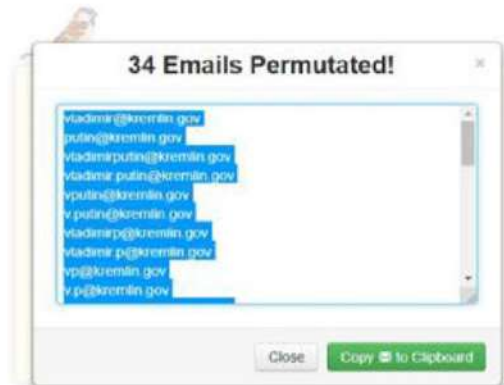 34 Emails Permutated!
×
vladimir@kremlin.gov
putin@kremlin.gov
vladimirputin@kremlin.gov
vladimir.putin@kremlin.gov
vputin@kremlin.gov
v.putin@kremlin.gov
vladimirp@kremlin.gov
vladimir.p@kremlin.gov
vp@kremlin.gov
v.p@kremlin.gov
Close
Copy ✉ to Clipboard